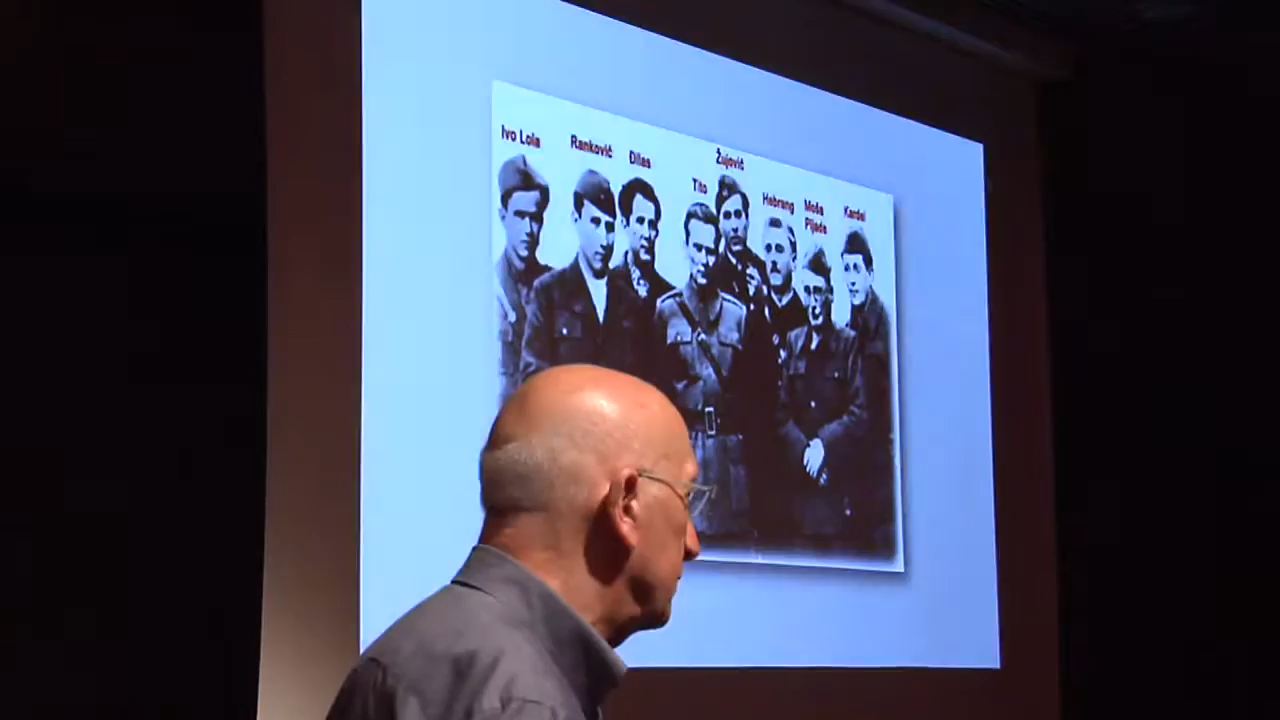 Ivo Lola
Ranković
Đilas
Tito
Žujović
Hebrang
Moša
Pijade
Kardelj